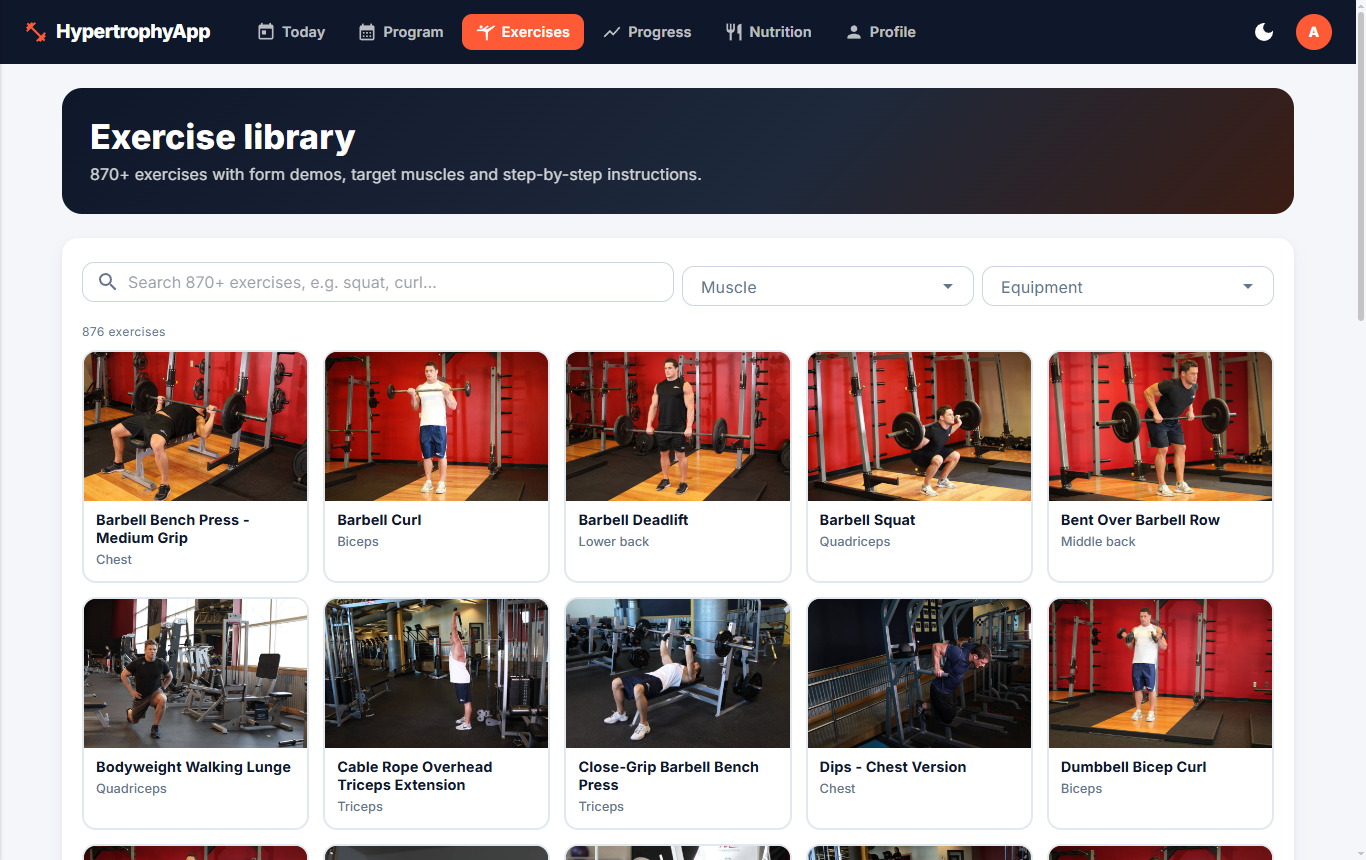 HypertrophyApp
Today
Program
Exercises
Progress
Nutrition
Profile
A
Exercise library
870+ exercises with form demos, target muscles and step-by-step instructions.
Search 870+ exercises, e.g. squat, curl...
Muscle
Equipment
876 exercises
Barbell Bench Press -
Medium Grip
Chest
Barbell Curl
Biceps
Barbell Deadlift
Lower back
Barbell Squat
Quadriceps
Bent Over Barbell Row
Middle back
Bodyweight Walking Lunge
Quadriceps
Cable Rope Overhead
Triceps Extension
Triceps
Close-Grip Barbell Bench
Press
Triceps
Dips - Chest Version
Chest
Dumbbell Bicep Curl
Biceps